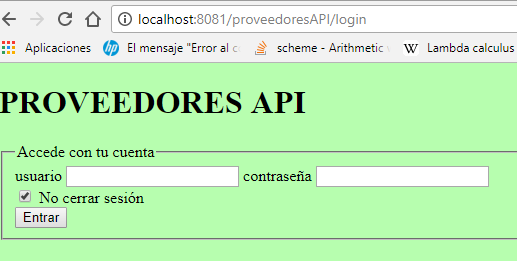 localhost:8081/proveedoresAPI/login
Aplicaciones El mensaje "Error al c scheme - Arithmetic W Lambda calculus
PROVEEDORES API
Accede con tu cuenta
usuario contraseña
No cerrar sesión
Entrar